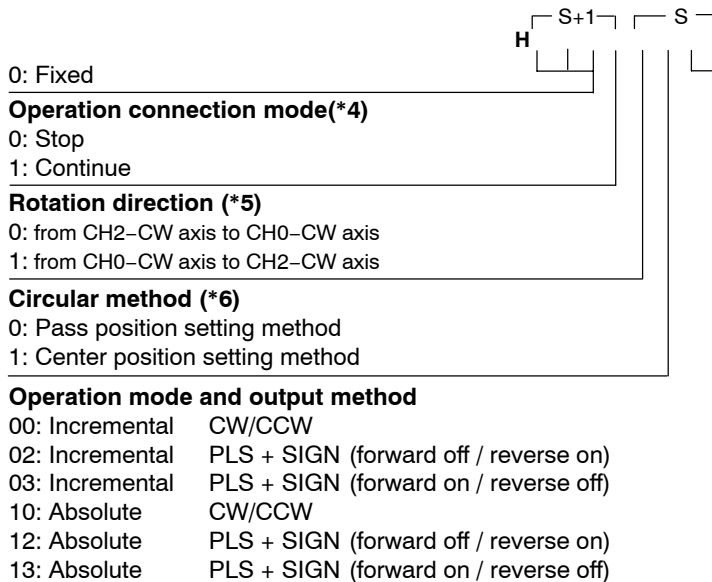 S+1 S
H
0: Fixed
Operation connection mode(*4)
0: Stop
1: Continue
Rotation direction (*5)
0: from CH2−CW axis to CH0−CW axis
1: from CH0−CW axis to CH2−CW axis
Circular method (*6)
0: Pass position setting method
1: Center position setting method
Operation mode and output method
00: Incremental CW/CCW
02: Incremental PLS + SIGN (forward off / reverse on)
03: Incremental PLS + SIGN (forward on / reverse off)
10: Absolute CW/CCW
12: Absolute PLS + SIGN (forward off / reverse on)
13: Absolute PLS + SIGN (forward on / reverse off)